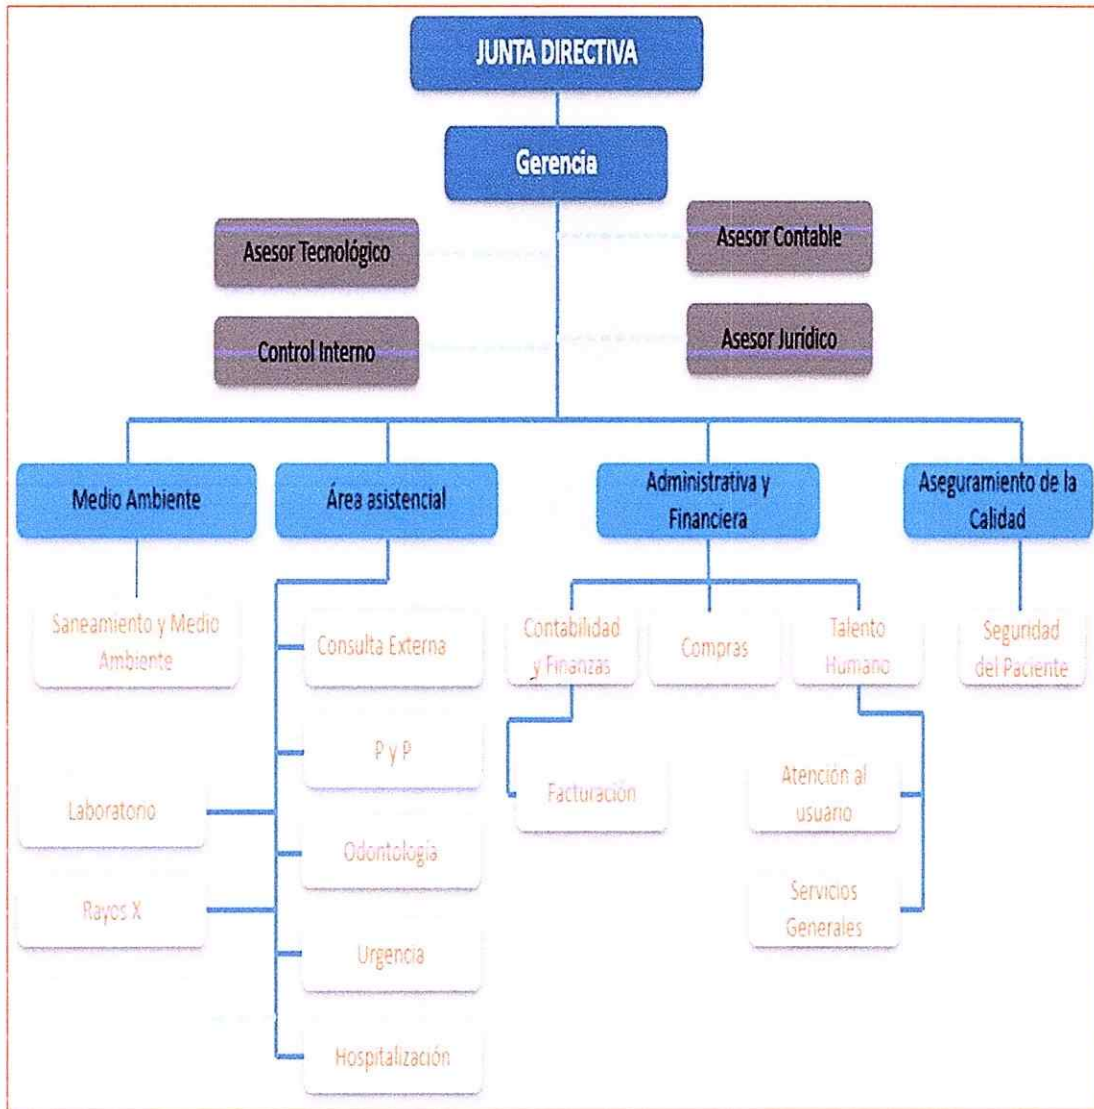 JUNTA DIRECTIVA
Gerencia
Asesor Tecnológico
Asesor Contable
Control Interno
Asesor Jurídico
Medio Ambiente
Área asistencial
Administrativa y
Financiera
Aseguramiento de la
Calidad
Saneamiento y Medio
Ambiente
Consulta Externa
Contabilidad
y Finanzas
Compras
Talento
Humano
Seguridad
del Paciente
P y P
Laboratorio
Facturación
Atención al
usuario
Odontología
Rayos X
Servicios
Generales
Urgencia
Hospitalización